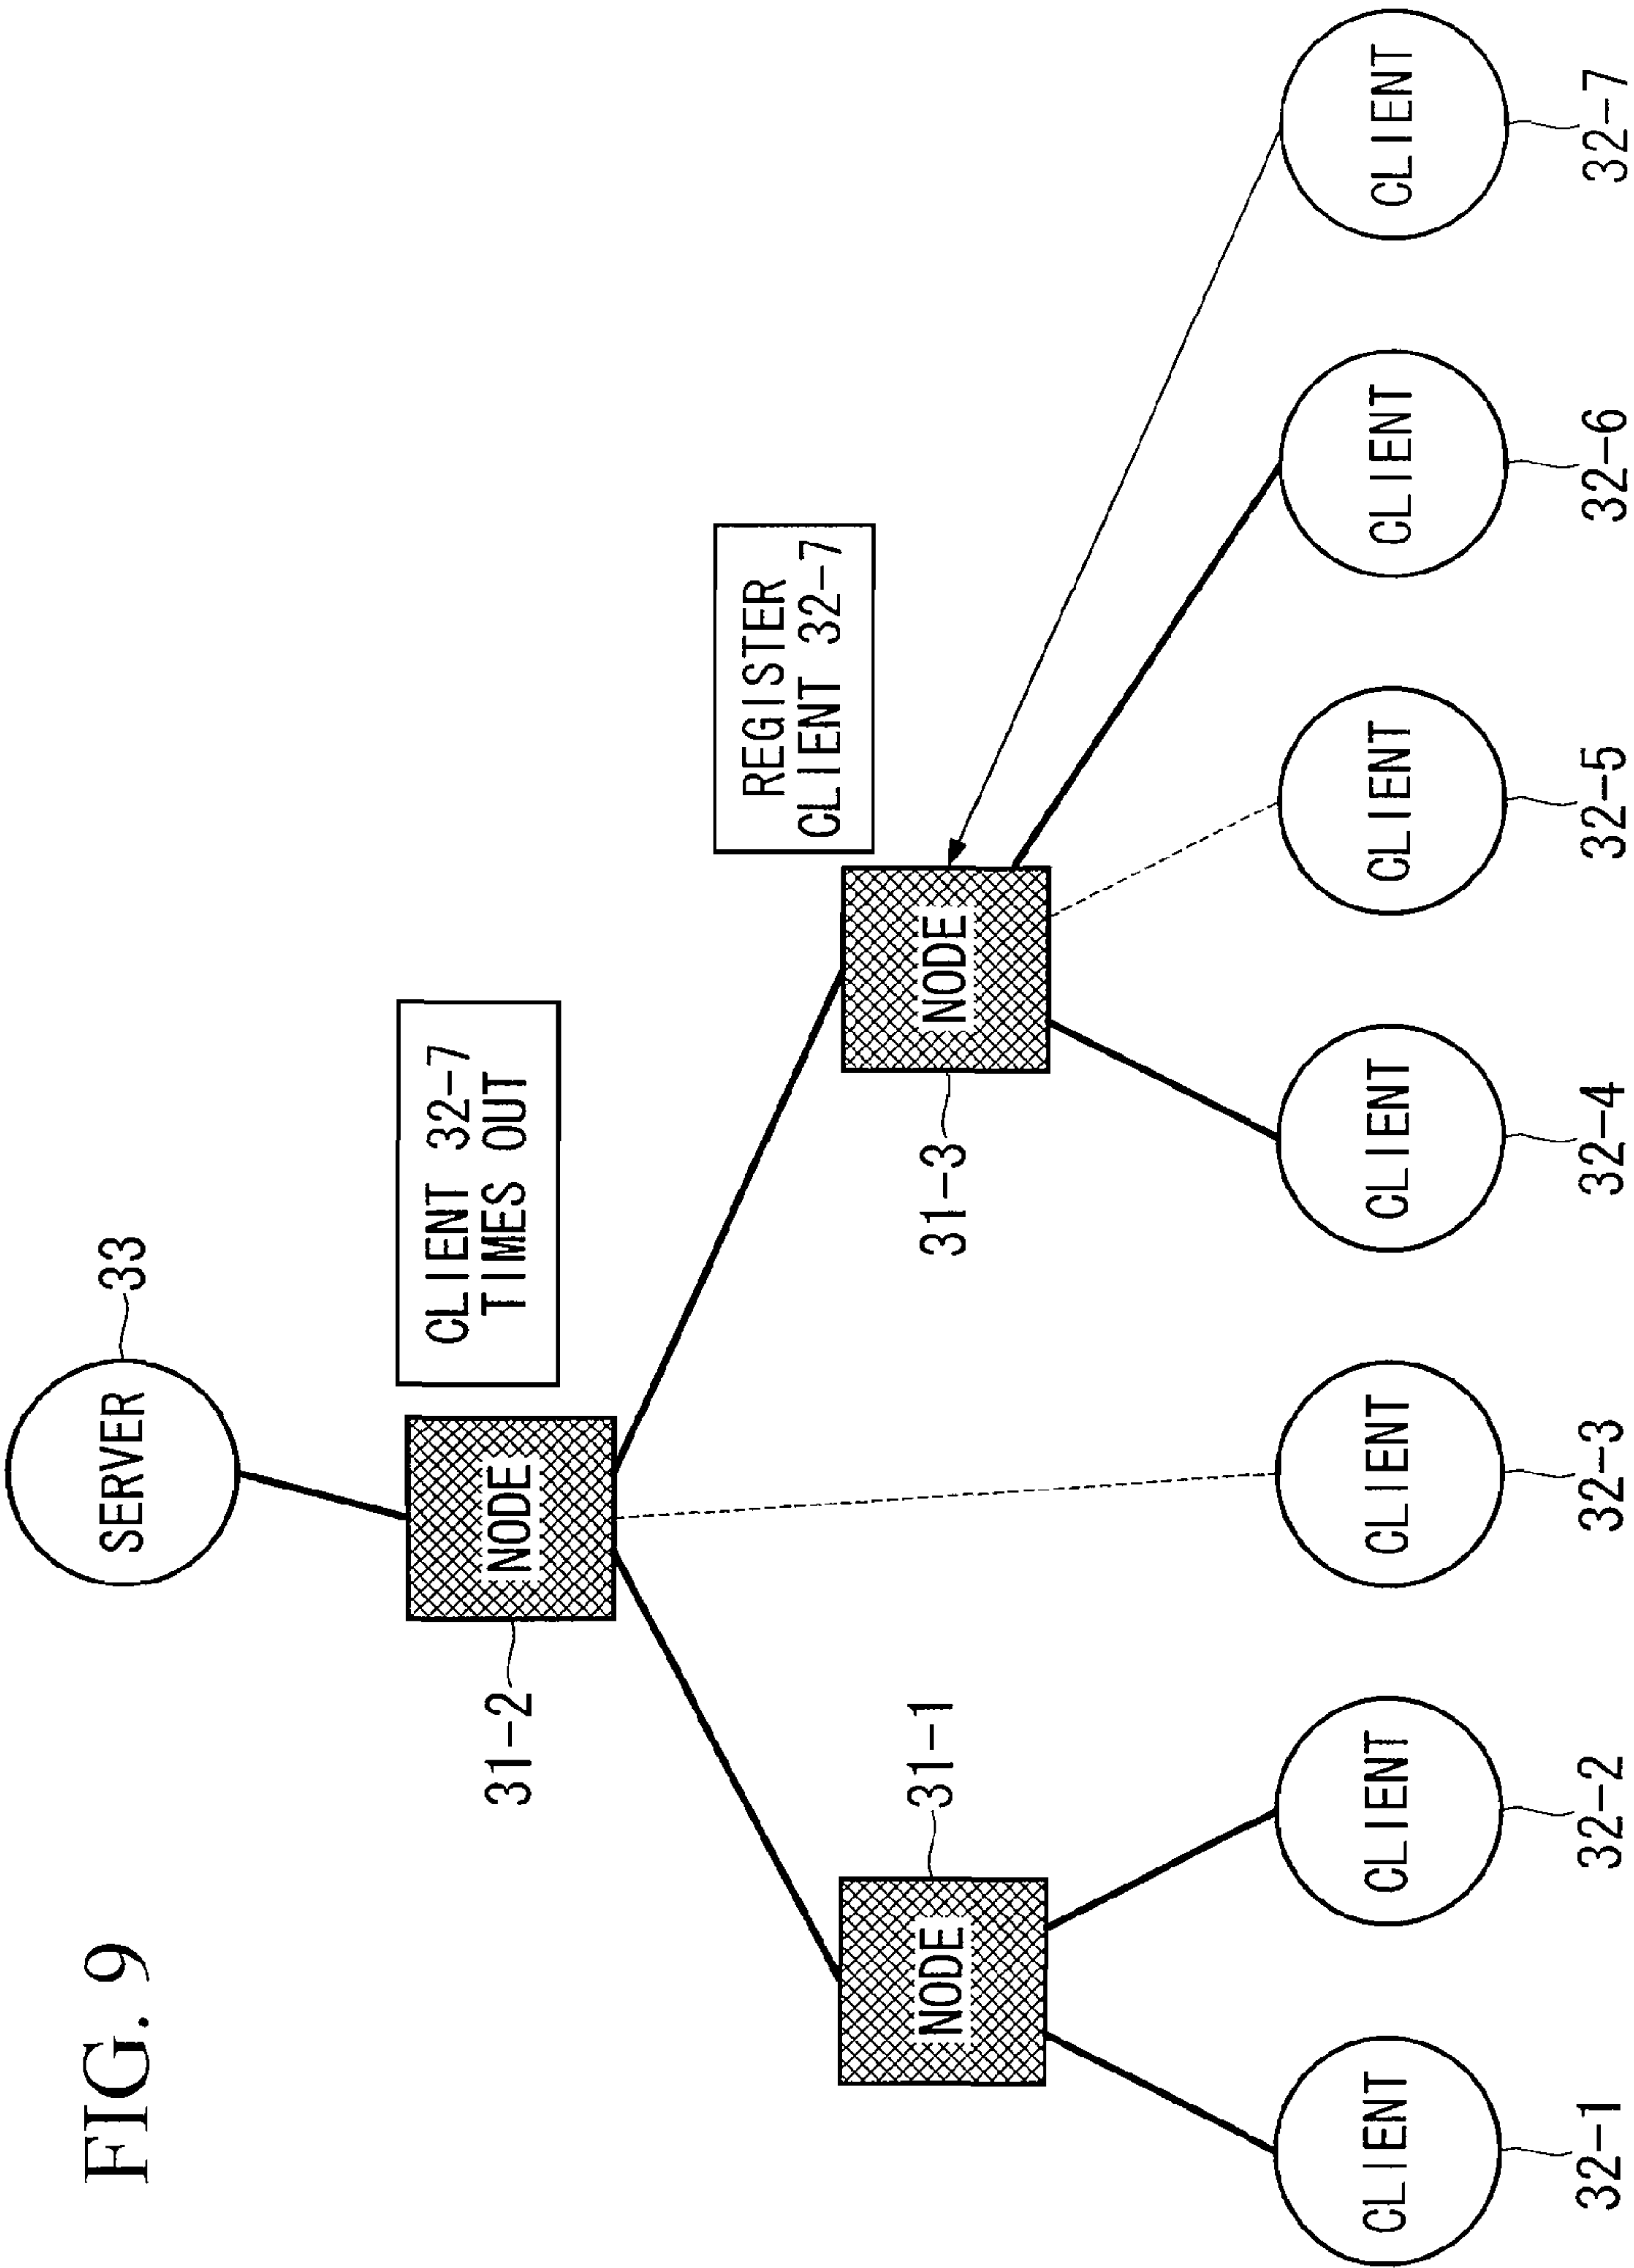 FIG. 9
SERVER
33
CLIENT 32-7
TIMES OUT
NODE
31-2
REGISTER
CLIENT 32-7
NODE
31-1
NODE
31-3
CLIENT
CLIENT
CLIENT
CLIENT
CLIENT
CLIENT
CLIENT
32-1
32-2
32-3
32-4
32-5
32-6
32-7